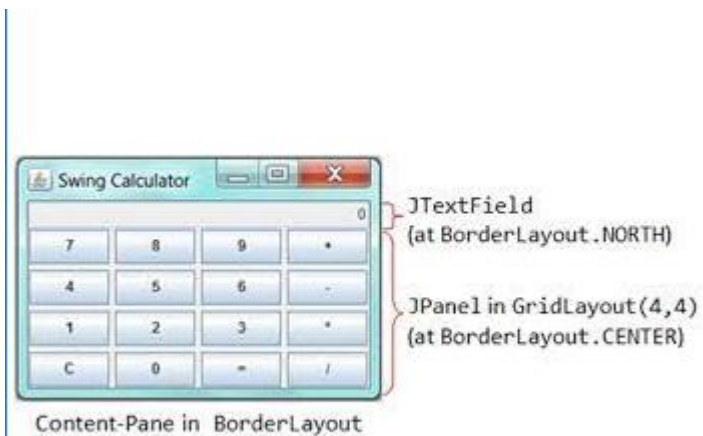 Swing Calculator
0
JTextField
(at BorderLayout.NORTH)
7 8 9
4 5 6 -
JPanel in GridLayout(4,4)
(at BorderLayout.CENTER)
1 2 3
C 0 /
Content-Pane in BorderLayout